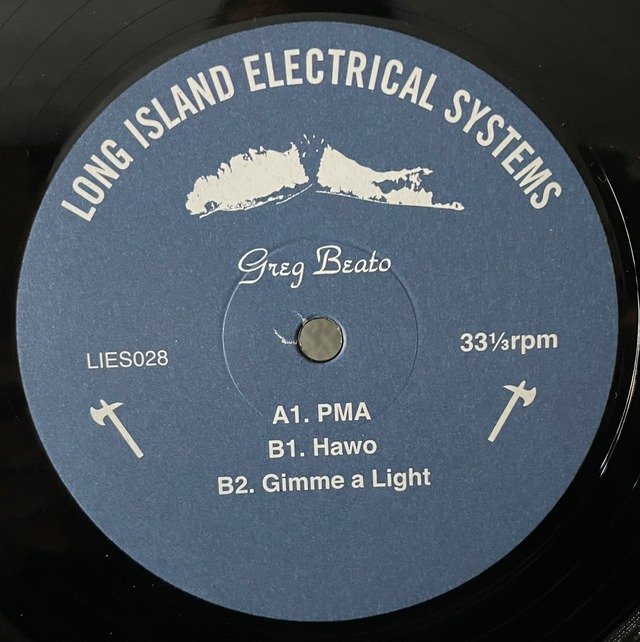 LONG ISLAND ELECTRICAL SYSTEMS
Greg Beato
LIES028
33⅓rpm
A1. PMA
B1. Hawo
B2. Gimme a Light